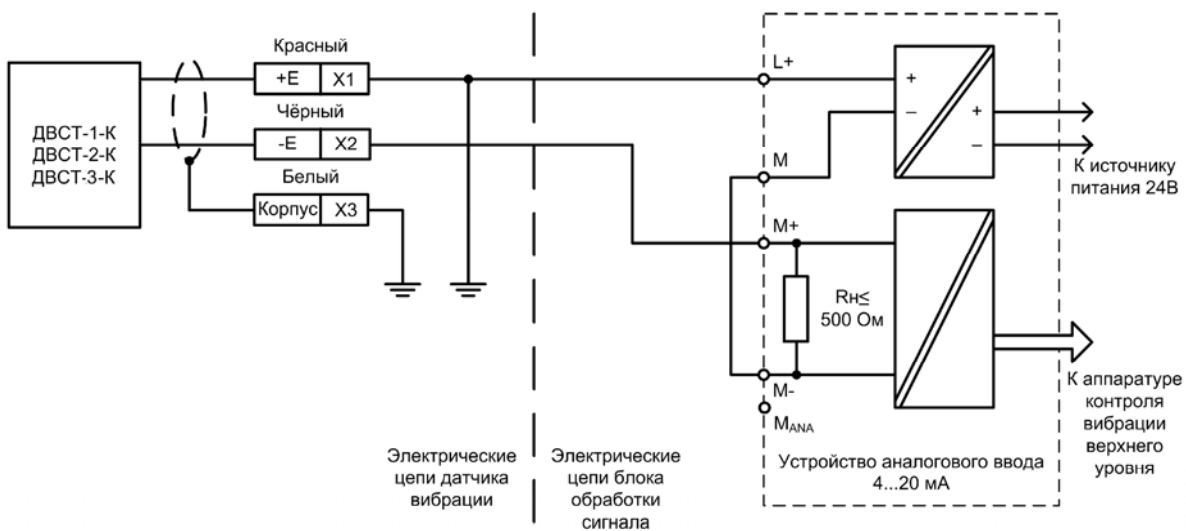 ДВСТ-1-К
ДВСТ-2-К
ДВСТ-3-К
Красный
+E X1
Чёрный
-E X2
Белый
Корпус X3
L+
M
M+
M-
MANA
+
–
+
–
К источнику
питания 24В
Rн≤
500 Ом
К аппаратуре
контроля
вибрации
верхнего
уровня
Устройство аналогового ввода
4...20 мА
Электрические
цепи датчика
вибрации
Электрические
цепи блока
обработки
сигнала